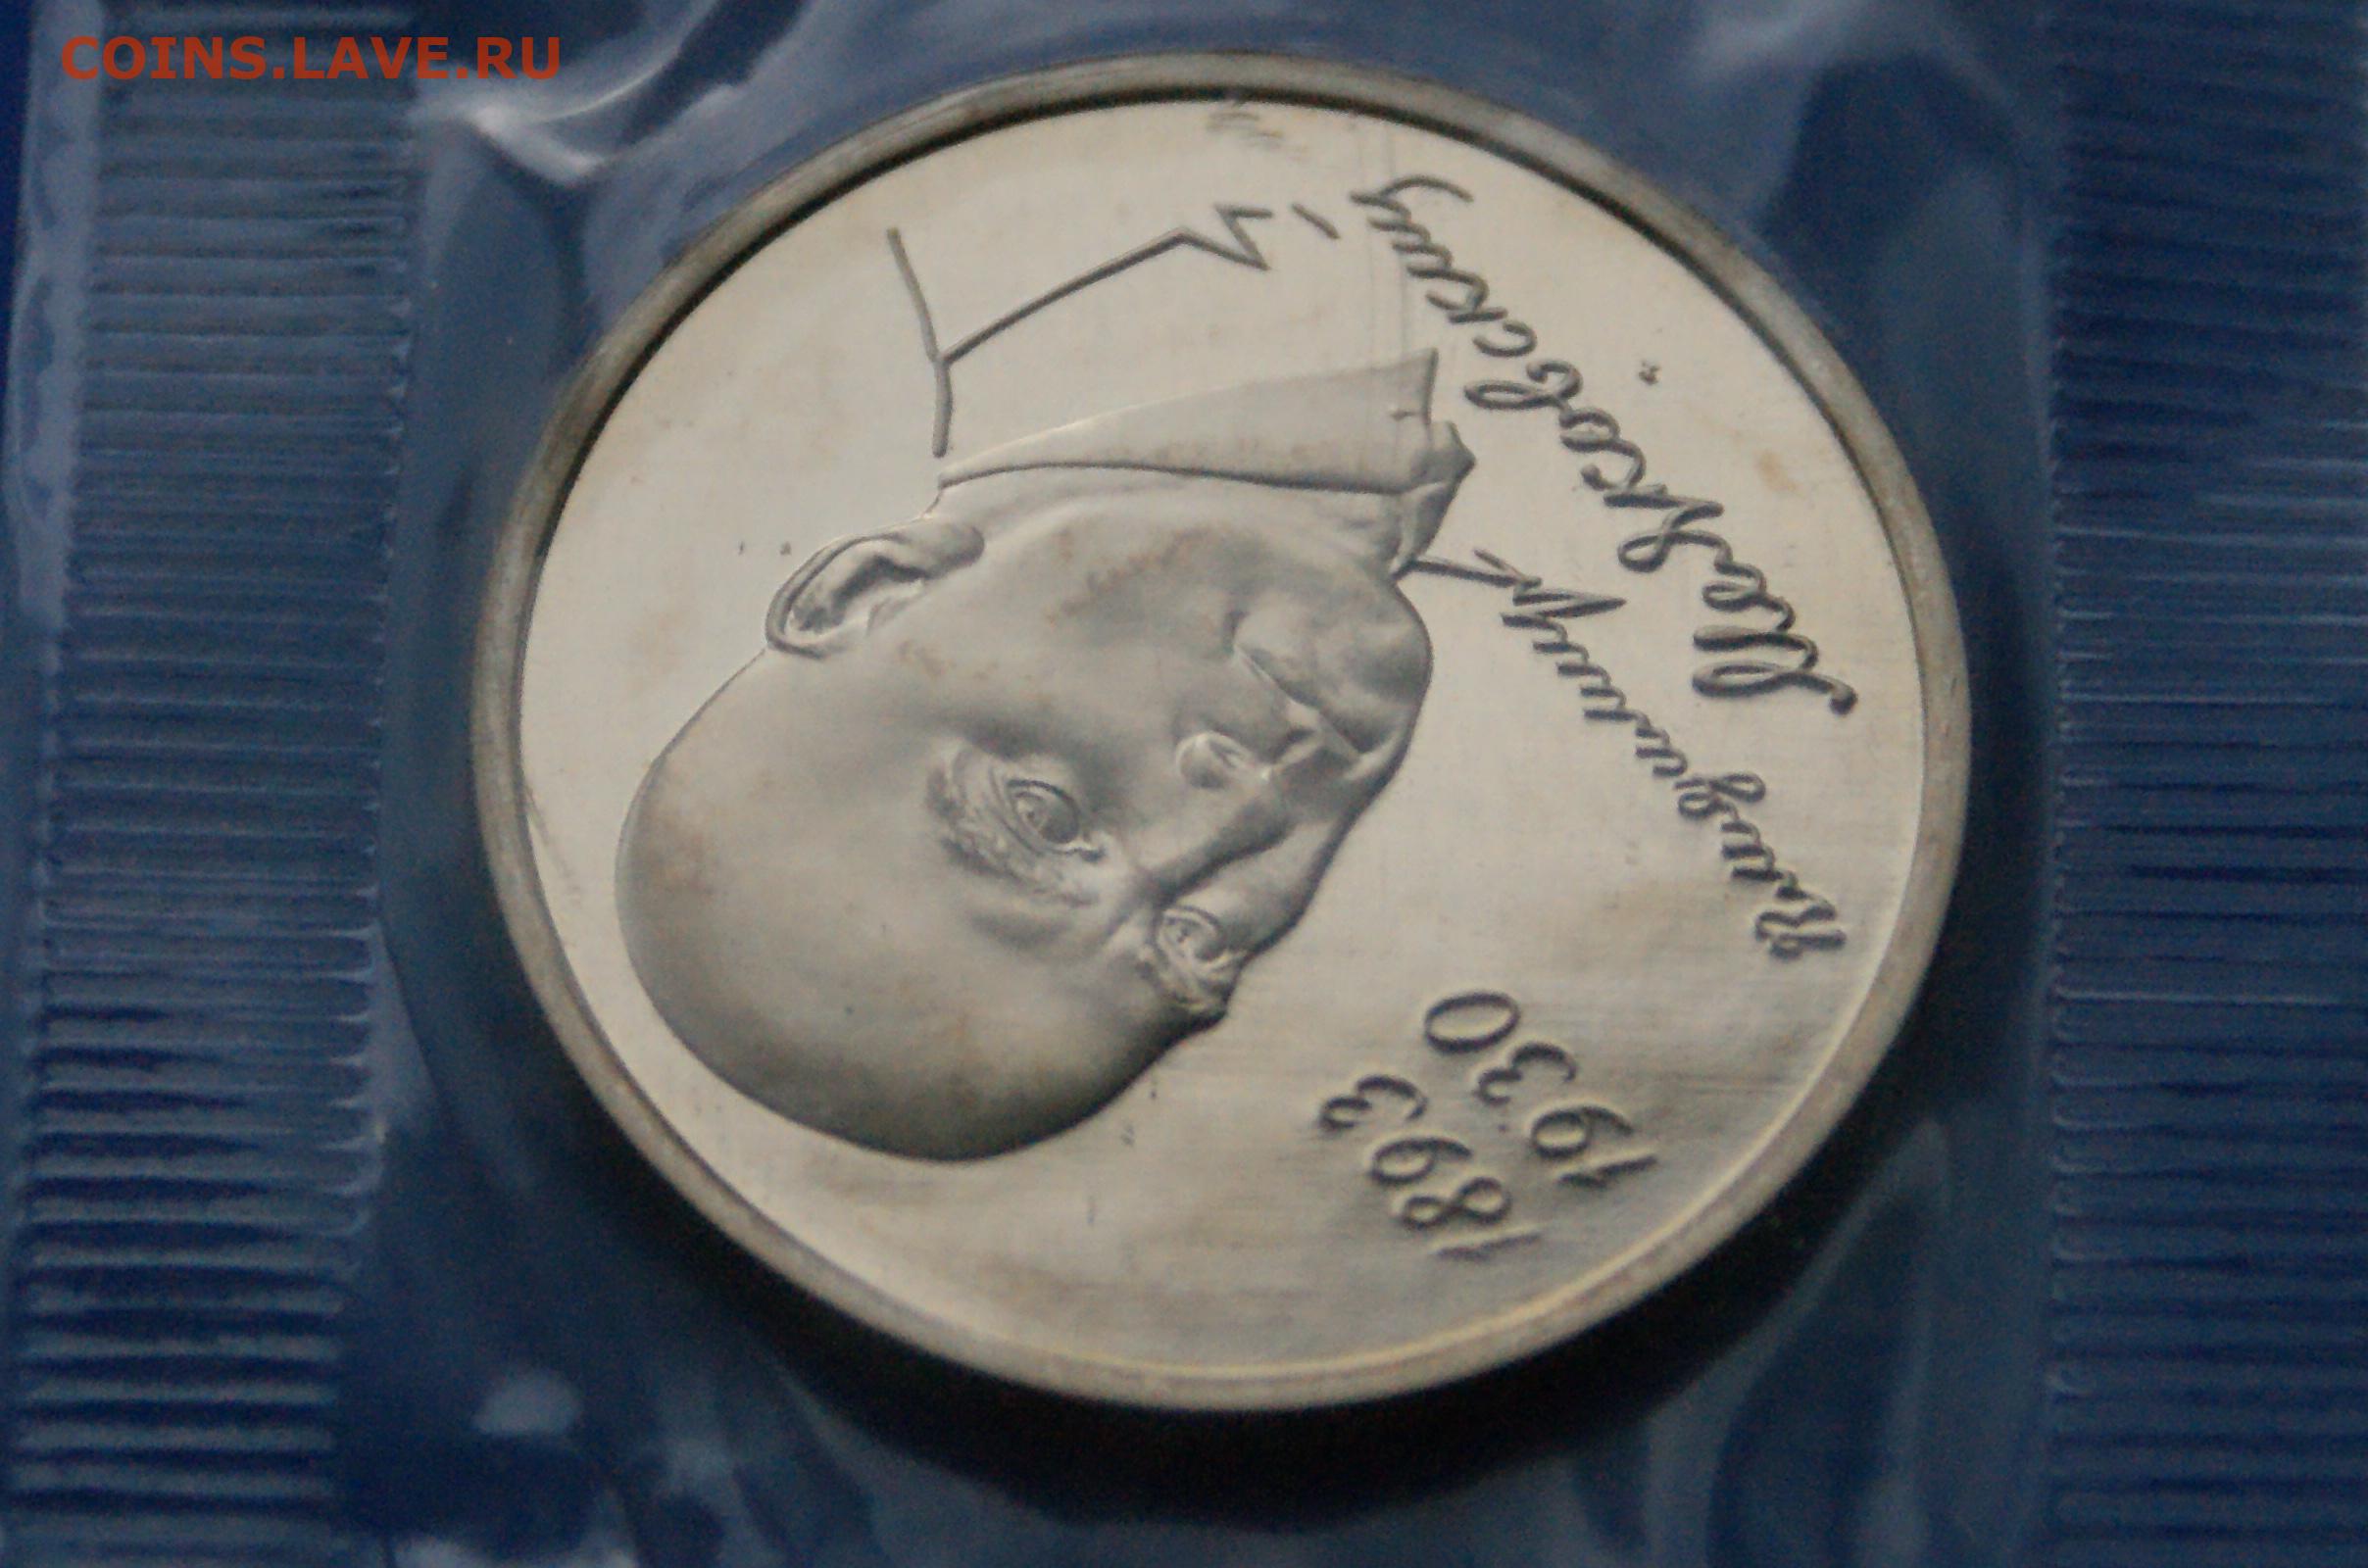 COINS.LAVE.RU
1893
1930
Владимир
Маяковский